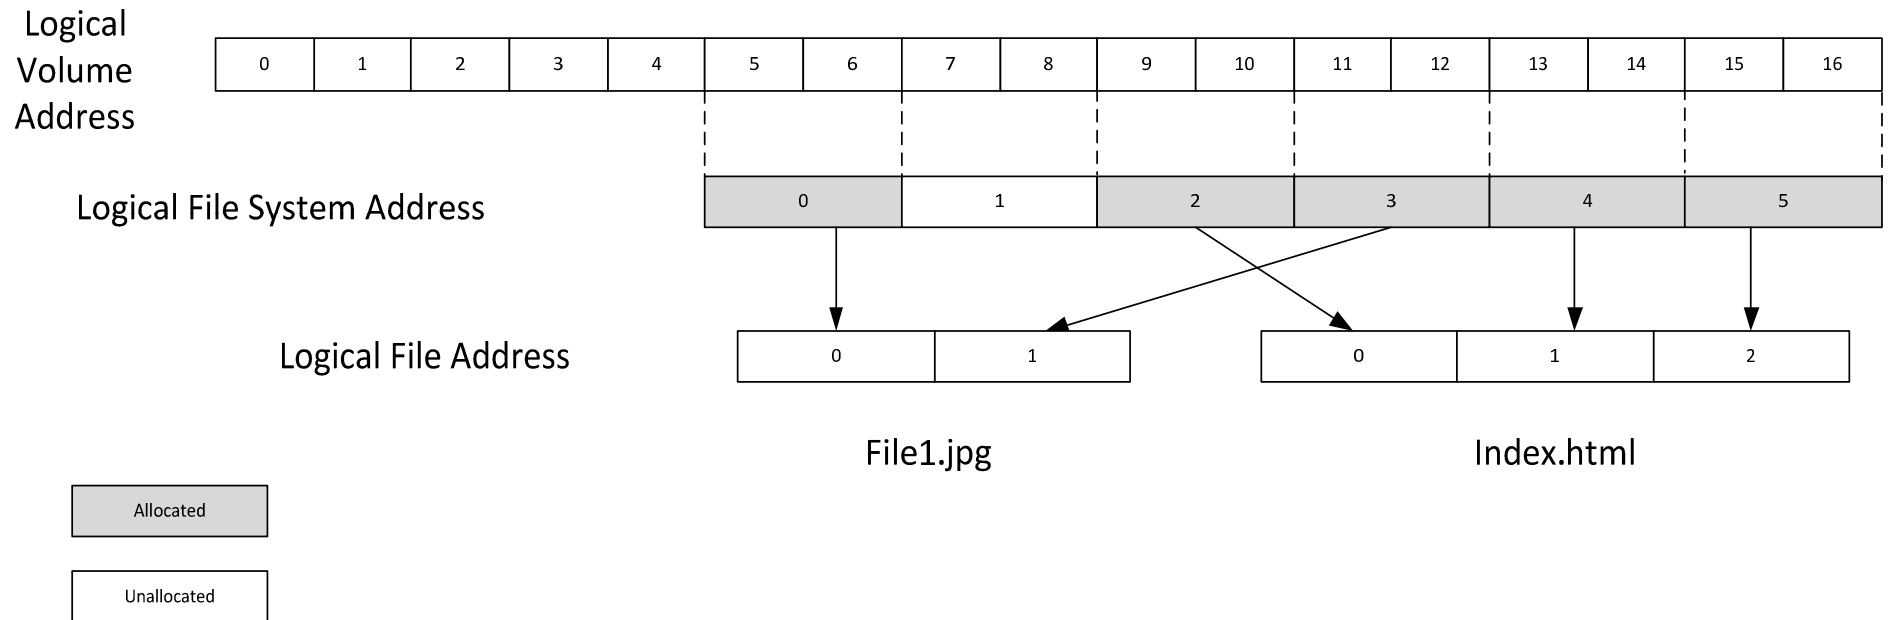 Logical
Volume
Address
0 1 2 3 4 5 6 7 8 9 10 11 12 13 14 15 16
Logical File System Address
0 1 2 3 4 5
Logical File Address
0 1
0 1 2
File1.jpg
Index.html
Allocated
Unallocated